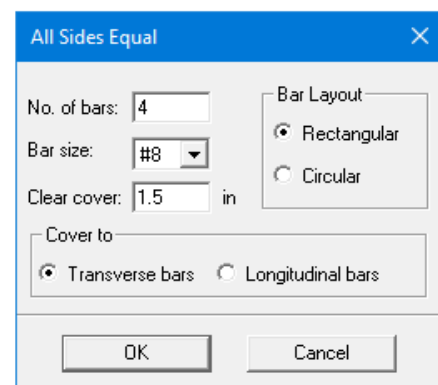 All Sides Equal
No. of bars: 4
Bar size: #8
Clear cover: 1.5 in
Bar Layout
Rectangular
Circular
Cover to
Transverse bars Longitudinal bars
OK Cancel